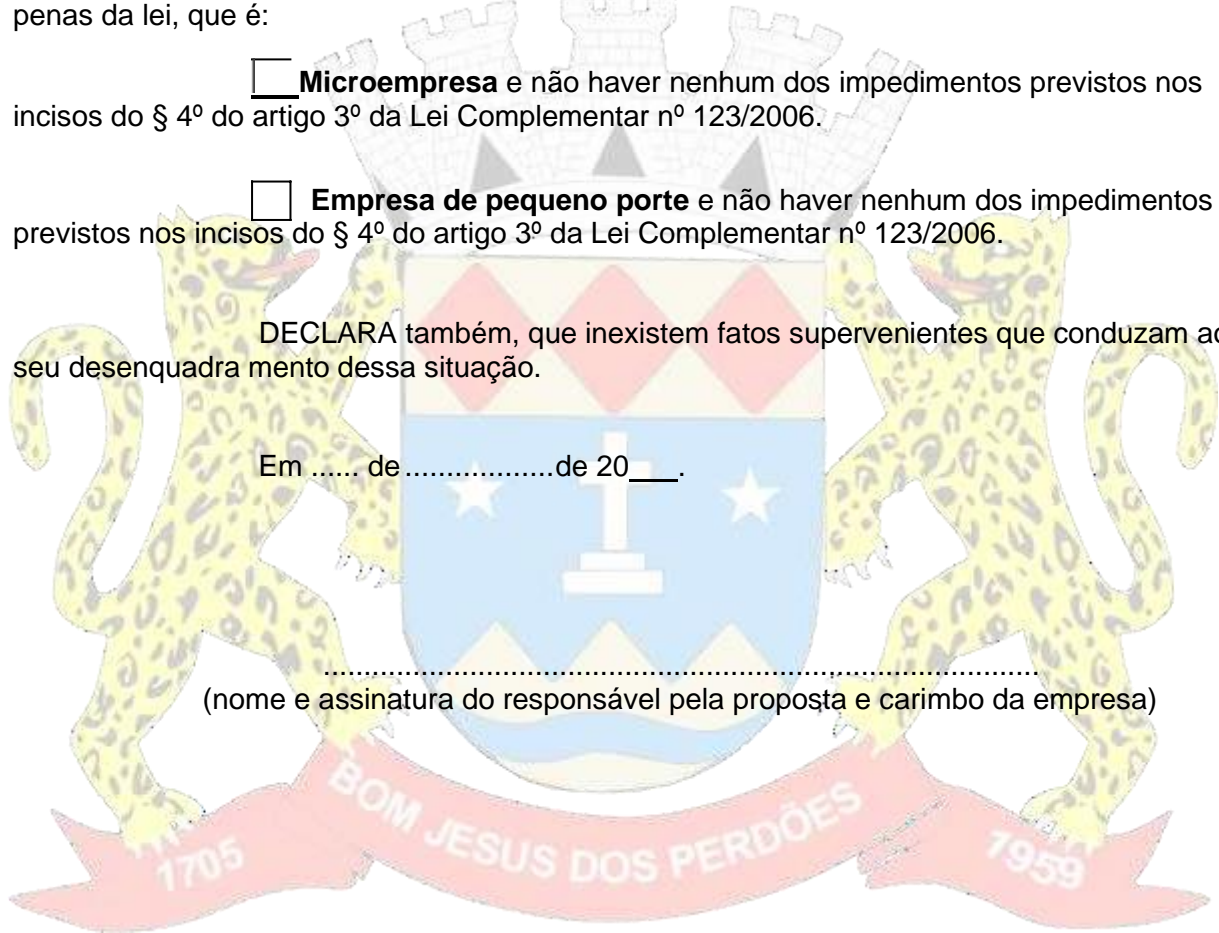 penas da lei, que é:
Microempresa e não haver nenhum dos impedimentos previstos nos
incisos do § 4º do artigo 3º da Lei Complementar nº 123/2006.
Empresa de pequeno porte e não haver nenhum dos impedimentos
previstos nos incisos do § 4º do artigo 3º da Lei Complementar nº 123/2006.
DECLARA também, que inexistem fatos supervenientes que conduzam ao
seu desenquadra mento dessa situação.
Em ...... de ..................de 20___.
.......................................................................................
(nome e assinatura do responsável pela proposta e carimbo da empresa)
1705 BOM JESUS DOS PERDÕES 1959